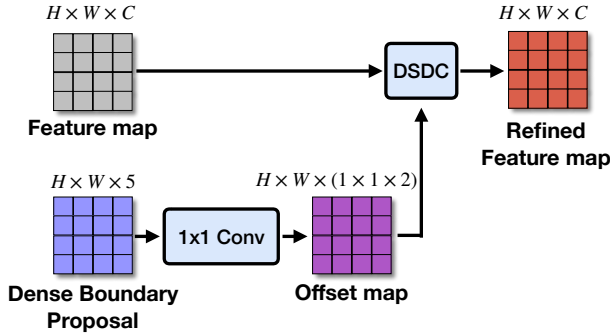 H × W × C
Feature map
DSDC
H × W × C
Refined
Feature map
H × W × 5
Dense Boundary
Proposal
1x1 Conv
H × W × (1 × 1 × 2)
Offset map